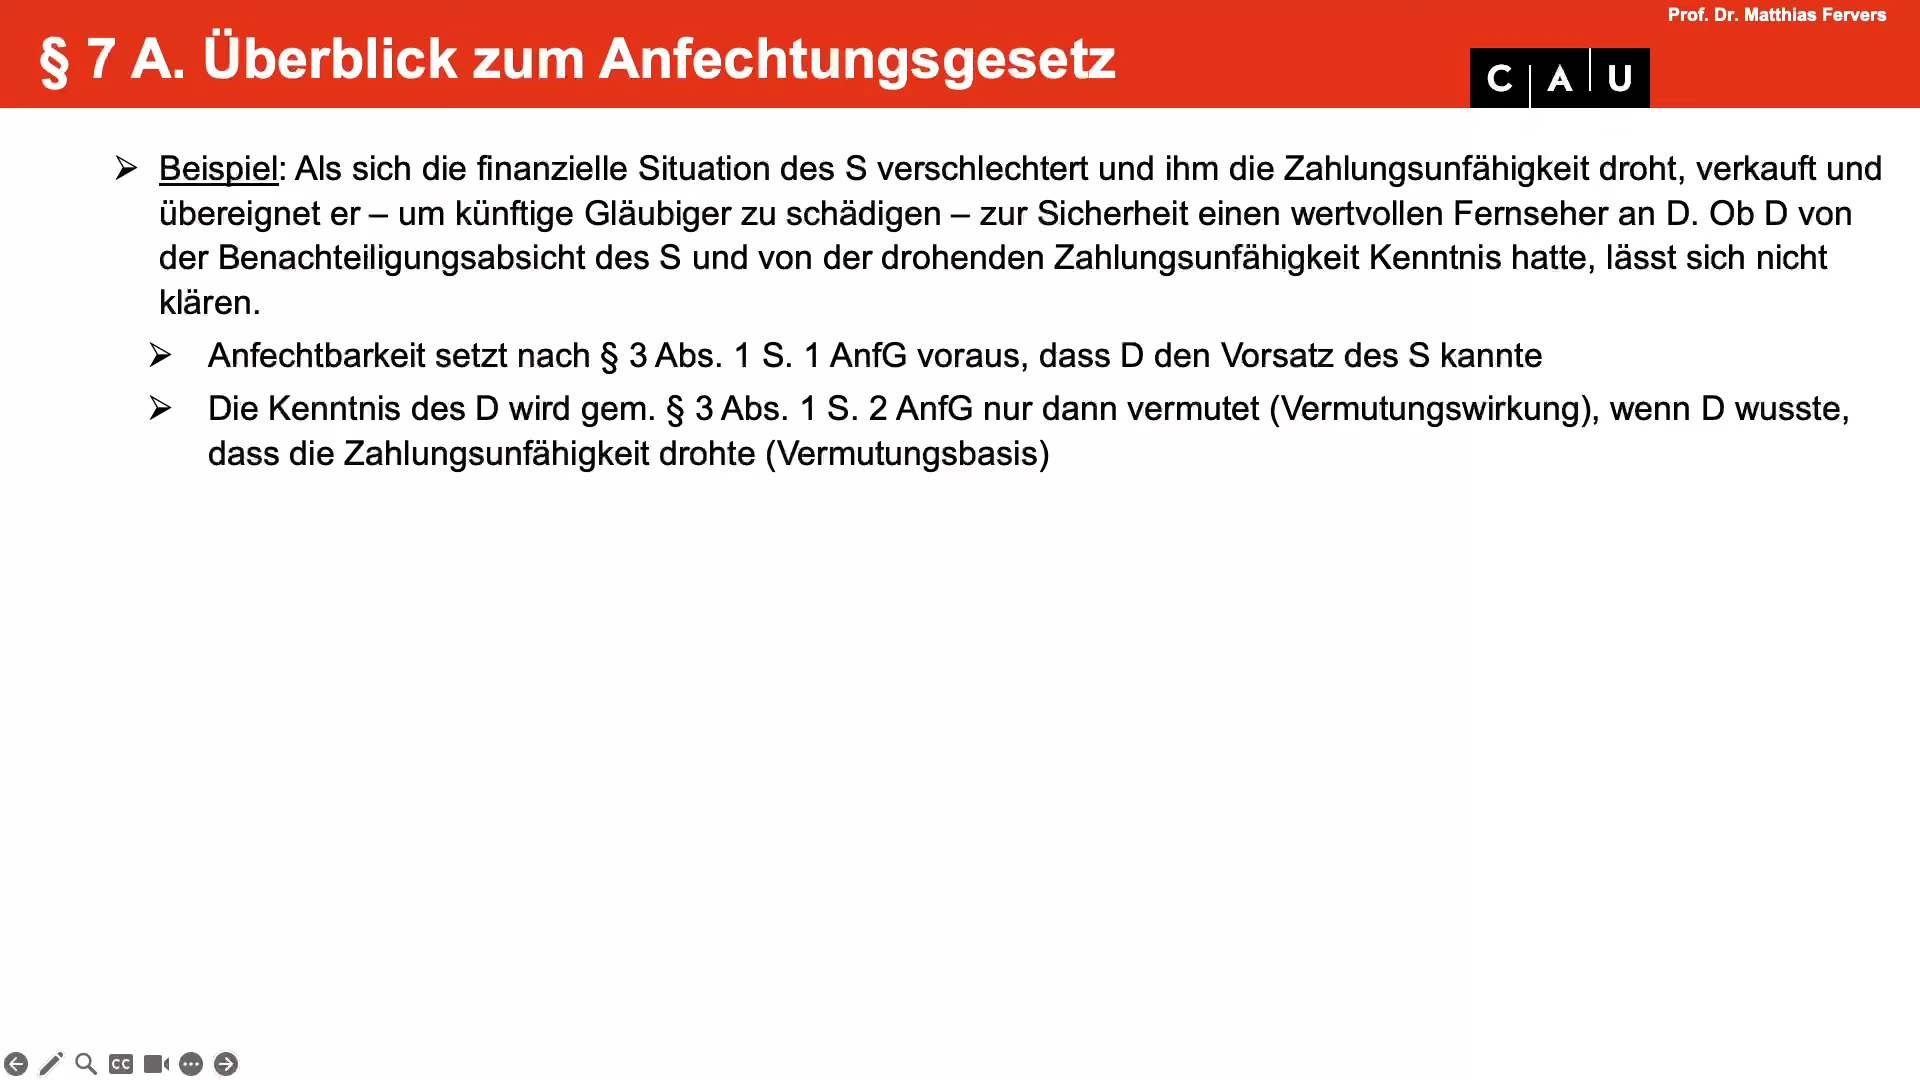 Prof. Dr. Matthias Fervers
§ 7 A. Überblick zum Anfechtungsgesetz
C A U
Beispiel: Als sich die finanzielle Situation des S verschlechtert und ihm die Zahlungsunfähigkeit droht, verkauft und
übereignet er – um künftige Gläubiger zu schädigen – zur Sicherheit einen wertvollen Fernseher an D. Ob D von
der Benachteiligungsabsicht des S und von der drohenden Zahlungsunfähigkeit Kenntnis hatte, lässt sich nicht
klären.
Anfechtbarkeit setzt nach § 3 Abs. 1 S. 1 AnfG voraus, dass D den Vorsatz des S kannte
Die Kenntnis des D wird gem. § 3 Abs. 1 S. 2 AnfG nur dann vermutet (Vermutungswirkung), wenn D wusste,
dass die Zahlungsunfähigkeit drohte (Vermutungsbasis)
CC